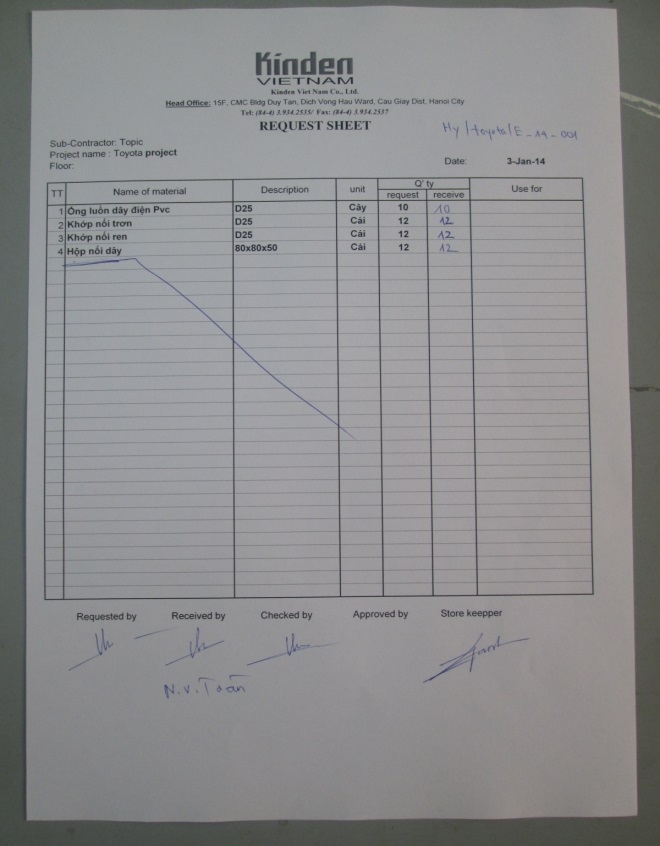 Kinden
VIETNAM
Kinden Viet Nam Co., Ltd.
Head Office: 15F, CMC Bldg Duy Tan, Dich Vong Hau Ward, Cau Giay Dist, Hanoi City
Tel: (84-4) 3.934.2535/ Fax: (84-4) 3.934.2537
REQUEST SHEET
Hy/toyota/E_19_001
Sub-Contractor: Topic
Project name : Toyota project
Floor:
Date: 3-Jan-14
TT Name of material Description unit Q'ty Use for
request receive
1 Ống luồn dây điện Pvc D25 Cây 10 10
2 Khớp nối trơn D25 Cái 12 12
3 Khớp nối ren D25 Cái 12 12
4 Hộp nối dây 80x80x50 Cái 12 12
Requested by Received by Checked by Approved by Store keepper
N.V. Toàn